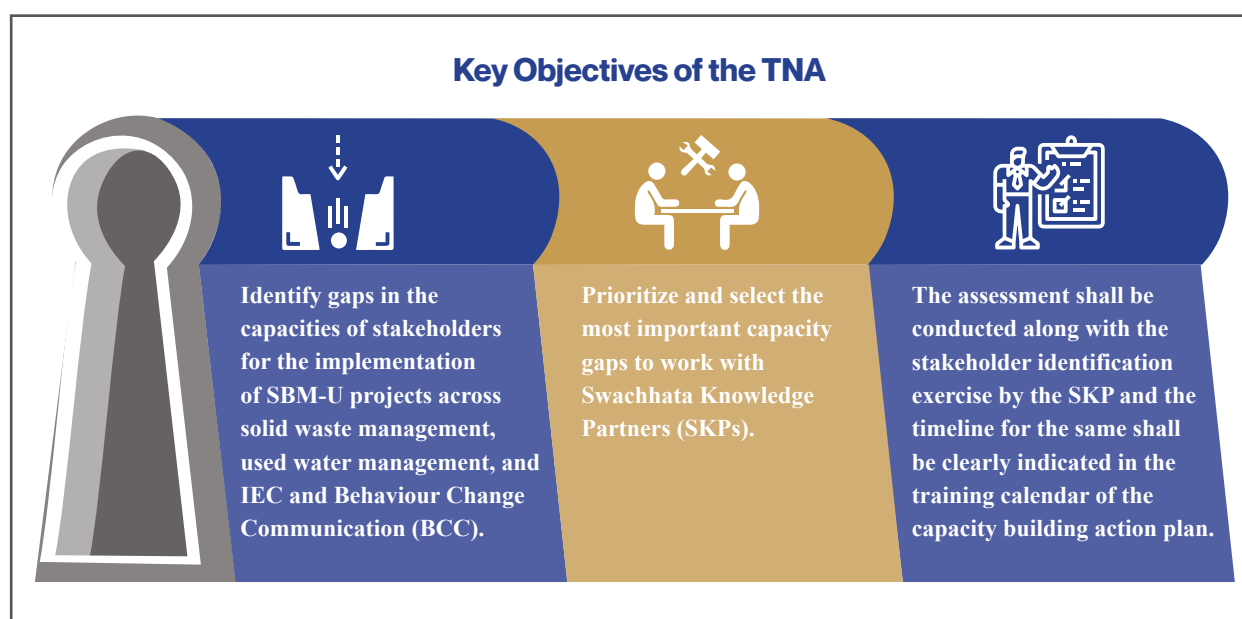 Key Objectives of the TNA
Identify gaps in the
capacities of stakeholders
for the implementation
of SBM-U projects across
solid waste management,
used water management, and
IEC and Behaviour Change
Communication (BCC).
Prioritize and select the
most important capacity
gaps to work with
Swachhata Knowledge
Partners (SKPs).
The assessment shall be
conducted along with the
stakeholder identification
exercise by the SKP and the
timeline for the same shall
be clearly indicated in the
training calendar of the
capacity building action plan.